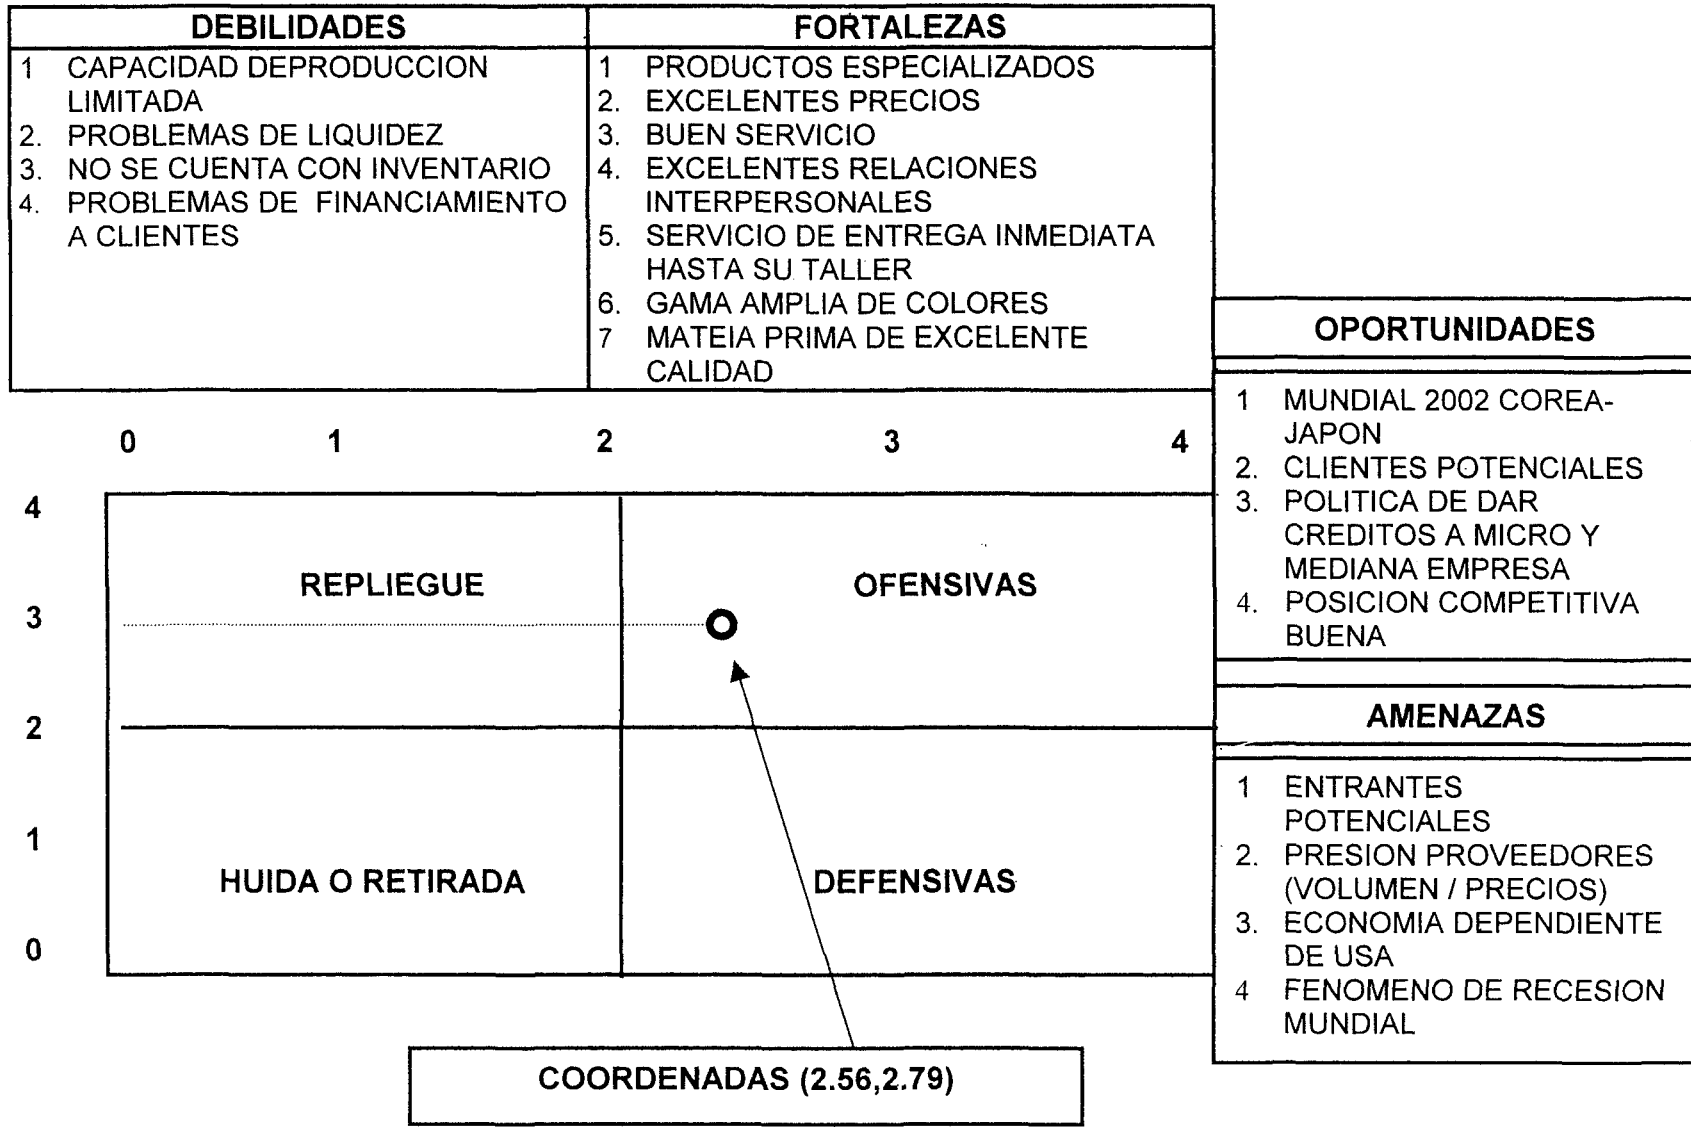 DEBILIDADES
1 CAPACIDAD DEPRODUCCION
LIMITADA
2. PROBLEMAS DE LIQUIDEZ
3. NO SE CUENTA CON INVENTARIO
4. PROBLEMAS DE FINANCIAMIENTO
A CLIENTES
FORTALEZAS
1 PRODUCTOS ESPECIALIZADOS
2. EXCELENTES PRECIOS
3. BUEN SERVICIO
4. EXCELENTES RELACIONES
INTERPERSONALES
5. SERVICIO DE ENTREGA INMEDIATA
HASTA SU TALLER
6. GAMA AMPLIA DE COLORES
7 MATEIA PRIMA DE EXCELENTE
CALIDAD
OPORTUNIDADES
1 MUNDIAL 2002 COREA-
JAPON
2. CLIENTES POTENCIALES
3. POLITICA DE DAR
CREDITOS A MICRO Y
MEDIANA EMPRESA
4. POSICION COMPETITIVA
BUENA
AMENAZAS
1 ENTRANTES
POTENCIALES
2. PRESION PROVEEDORES
(VOLUMEN / PRECIOS)
3. ECONOMIA DEPENDIENTE
DE USA
4 FENOMENO DE RECESION
MUNDIAL
0 1 2 3 4
4
REPLIEGUE OFENSIVAS
3
2
1
HUIDA O RETIRADA DEFENSIVAS
0
COORDENADAS (2.56,2.79)